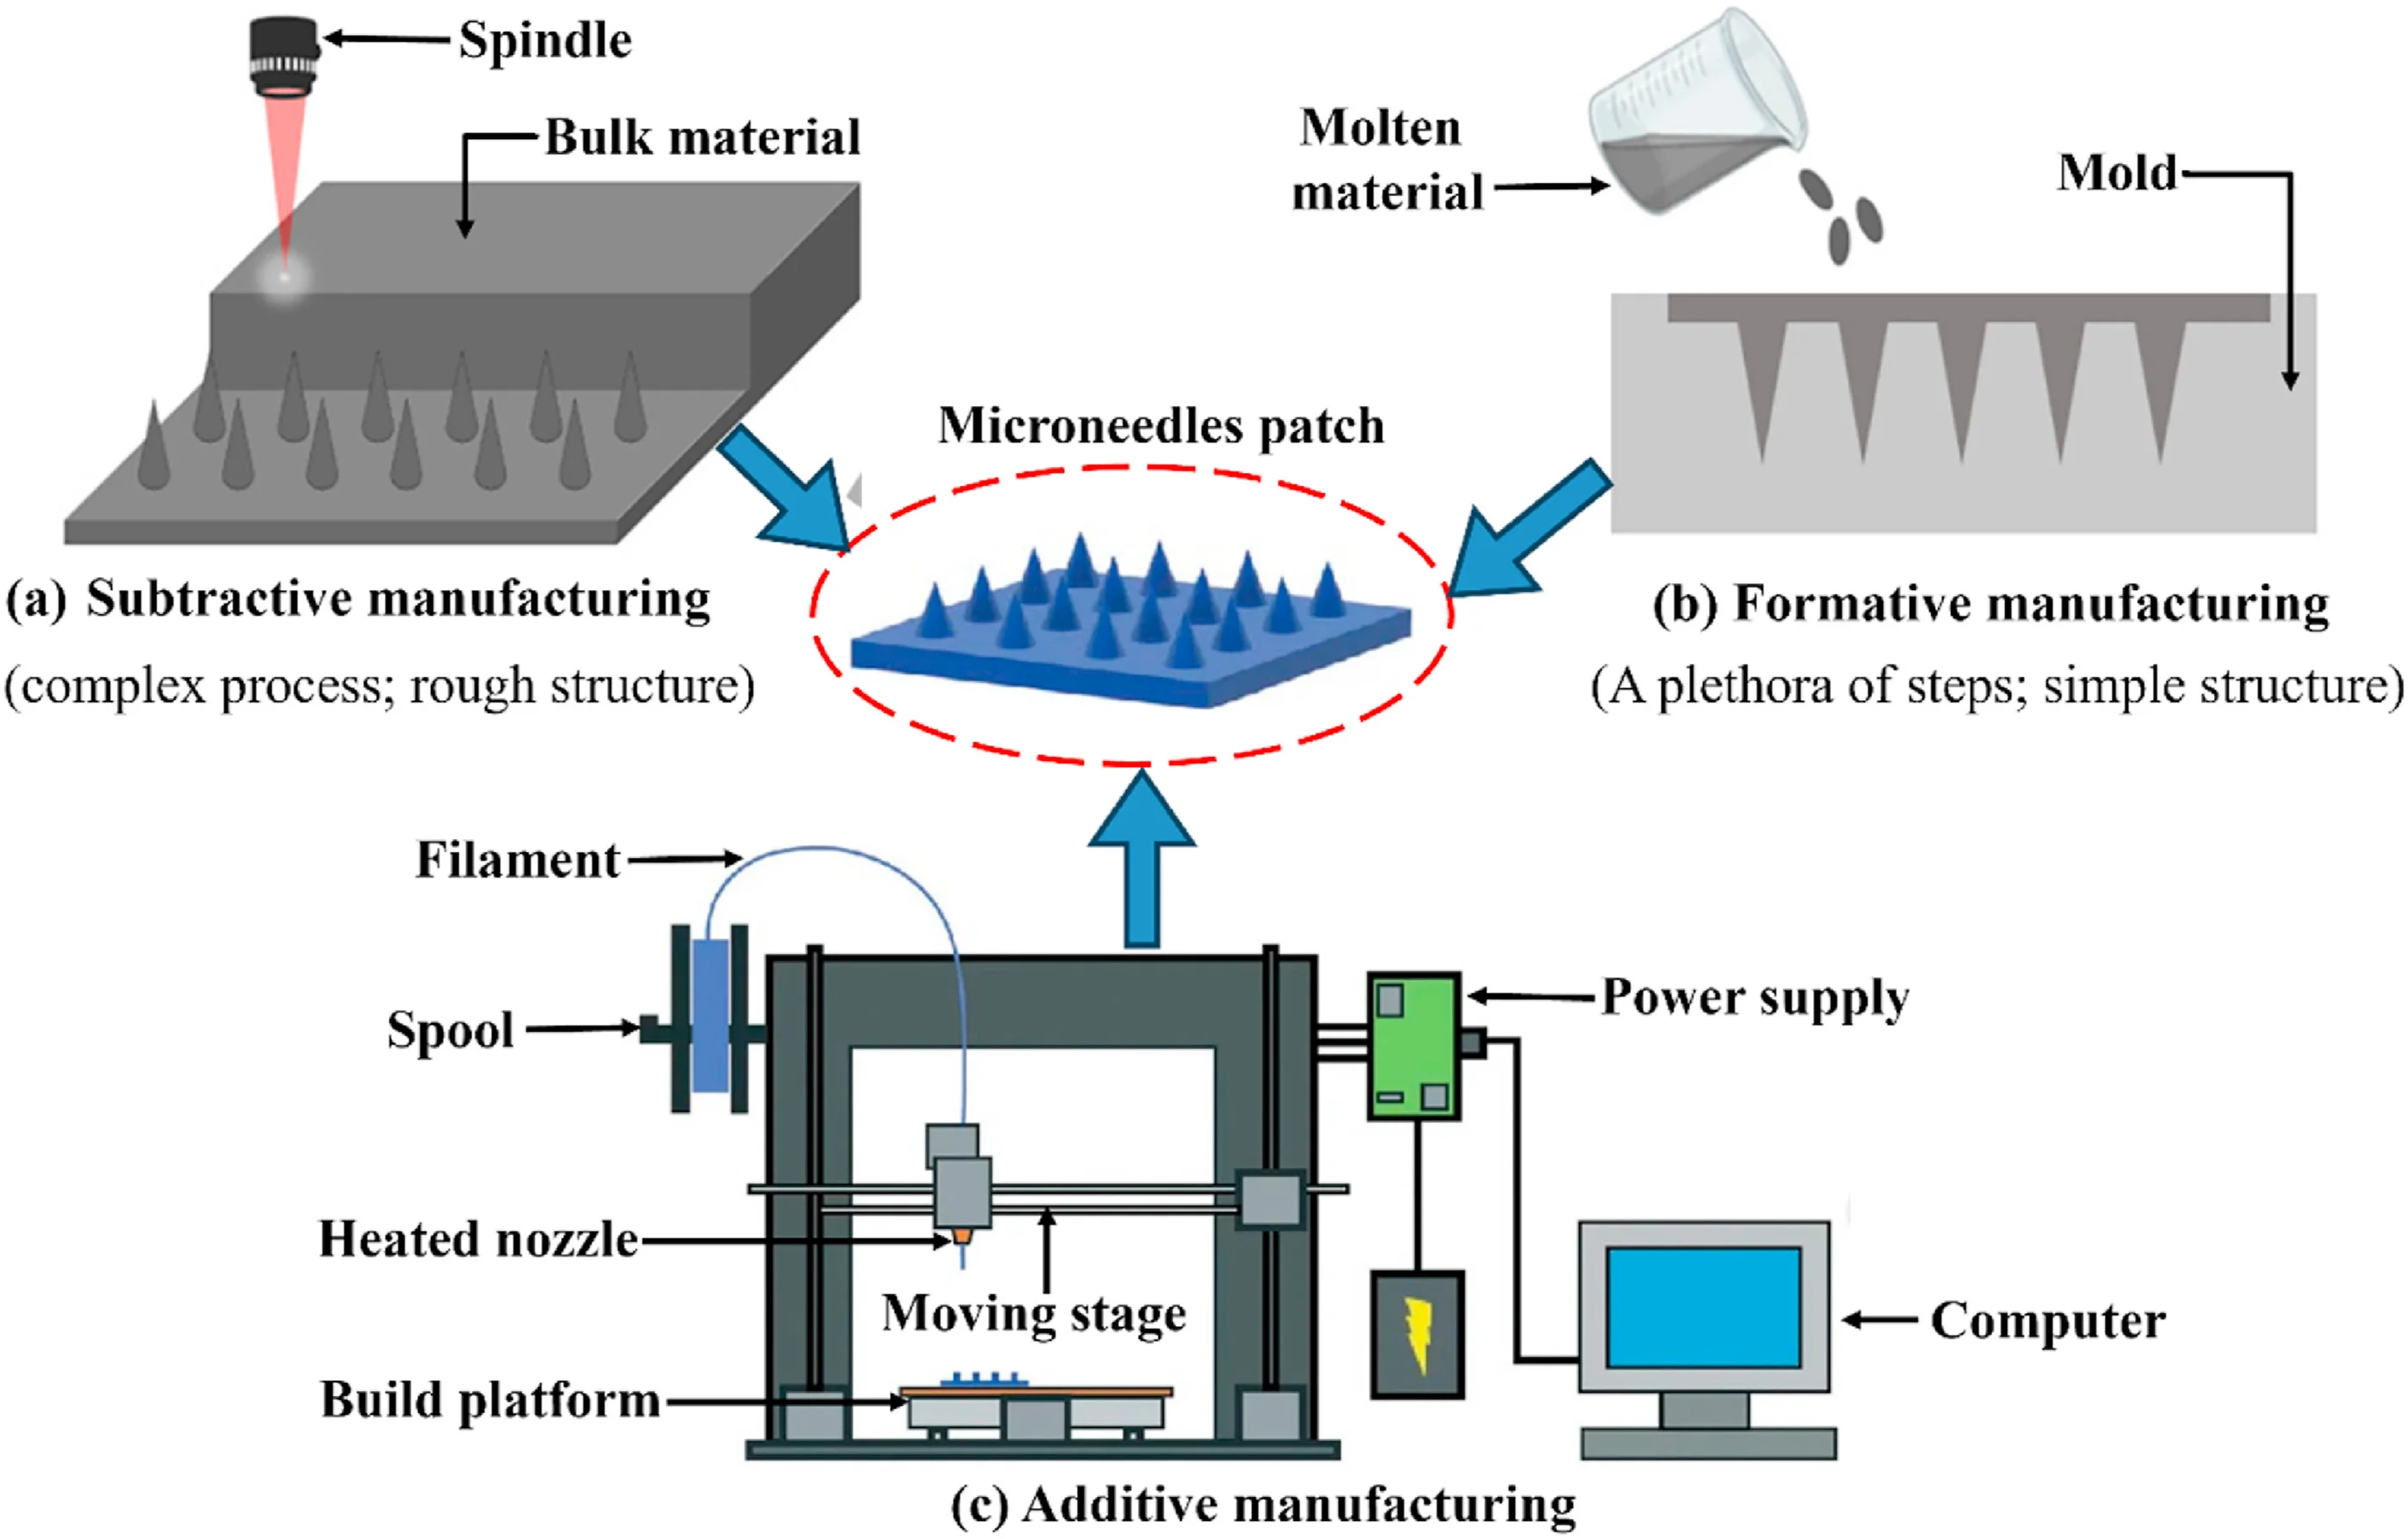 Spindle
Bulk material
Molten
material
Mold
Microneedles patch
(a) Subtractive manufacturing
(complex process; rough structure)
(b) Formative manufacturing
(A plethora of steps; simple structure)
Filament
Spool
Power supply
Heated nozzle
Moving stage
Computer
Build platform
(c) Additive manufacturing